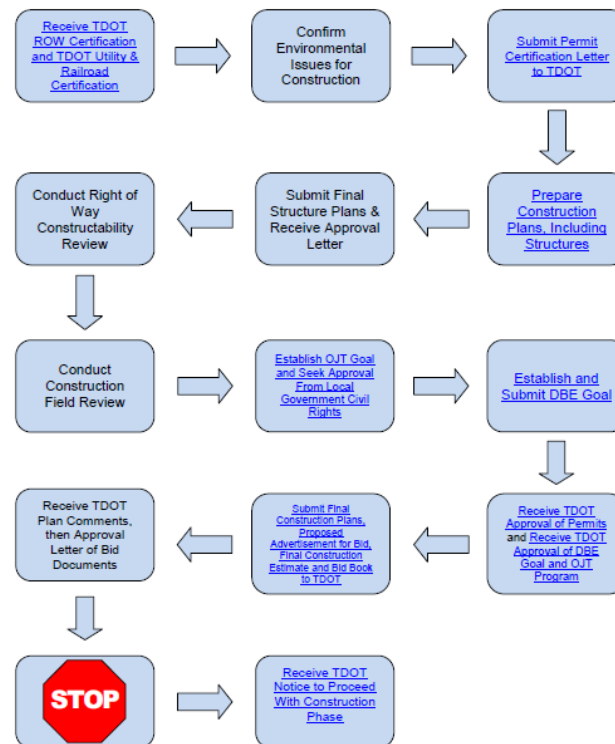 Receive TDOT
ROW Certification
and TDOT Utility &
Railroad
Certification
Confirm
Environmental
Issues for
Construction
Submit Permit
Certification Letter
to TDOT
Conduct Right of
Way
Constructability
Review
Submit Final
Structure Plans &
Receive Approval
Letter
Prepare
Construction
Plans, Including
Structures
Conduct
Construction
Field Review
Establish OJT Goal
and Seek Approval
From Local
Government Civil
Rights
Establish and
Submit DBE Goal
Receive TDOT
Plan Comments,
then Approval
Letter of Bid
Documents
Submit Final
Construction Plans,
Proposed
Advertisement for Bid,
Final Construction
Estimate and Bid Book
to TDOT
Receive TDOT
Approval of Permits
and Receive TDOT
Approval of DBE
Goal and OJT
Program
STOP
Receive TDOT
Notice to Proceed
With Construction
Phase